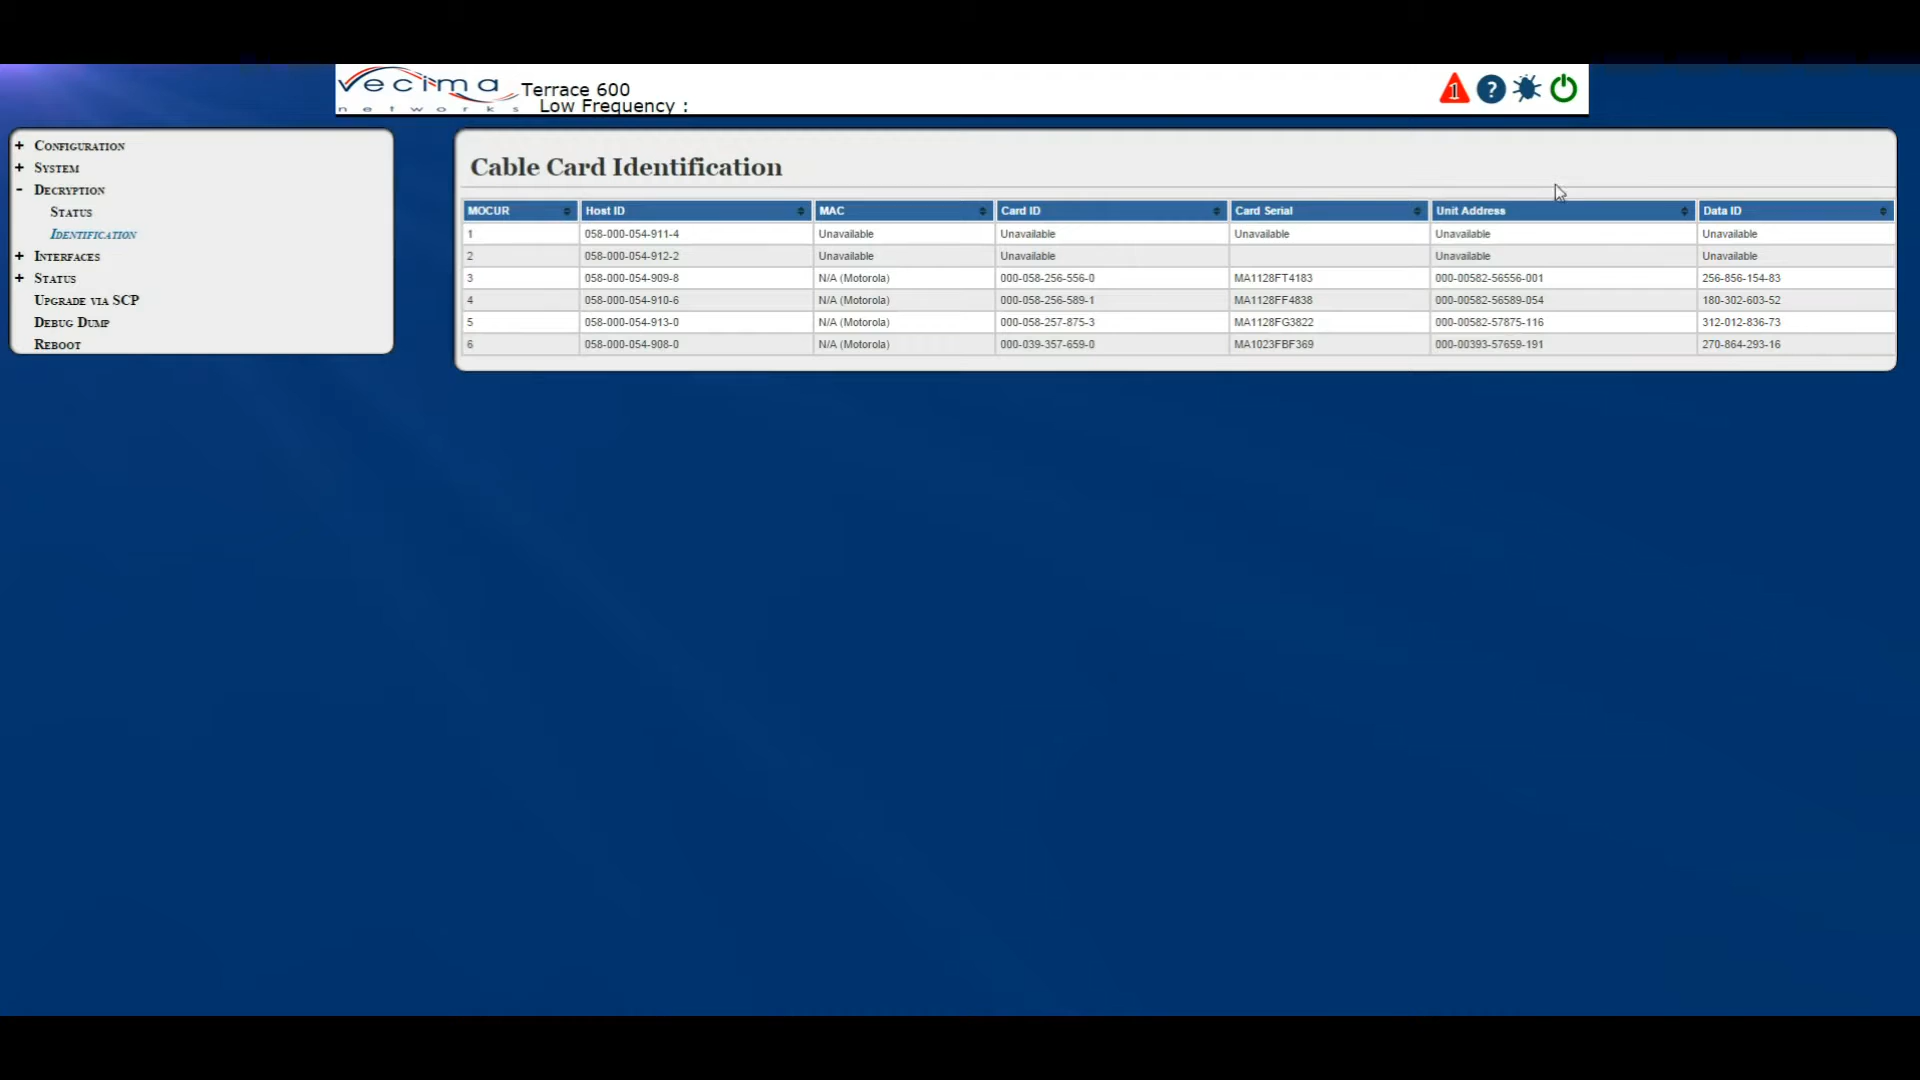 vecima
networks
Terrace 600
Low Frequency :
1 ?
+ Configuration
+ System
- Decryption
Status
Identification
+ Interfaces
+ Status
Upgrade via SCP
Debug Dump
Reboot
Cable Card Identification
MOCUR Host ID MAC Card ID Card Serial Unit Address Data ID
1 058-000-054-911-4 Unavailable Unavailable Unavailable Unavailable Unavailable
2 058-000-054-912-2 Unavailable Unavailable Unavailable Unavailable
3 058-000-054-909-8 N/A (Motorola) 000-058-256-556-0 MA1128FT4183 000-00582-56556-001 256-856-154-83
4 058-000-054-910-6 N/A (Motorola) 000-058-256-589-1 MA1128FF4838 000-00582-56589-054 180-302-603-52
5 058-000-054-913-0 N/A (Motorola) 000-058-257-875-3 MA1128FG3822 000-00582-57875-116 312-012-836-73
6 058-000-054-908-0 N/A (Motorola) 000-039-357-659-0 MA1023FBF369 000-00393-57659-191 270-864-293-16